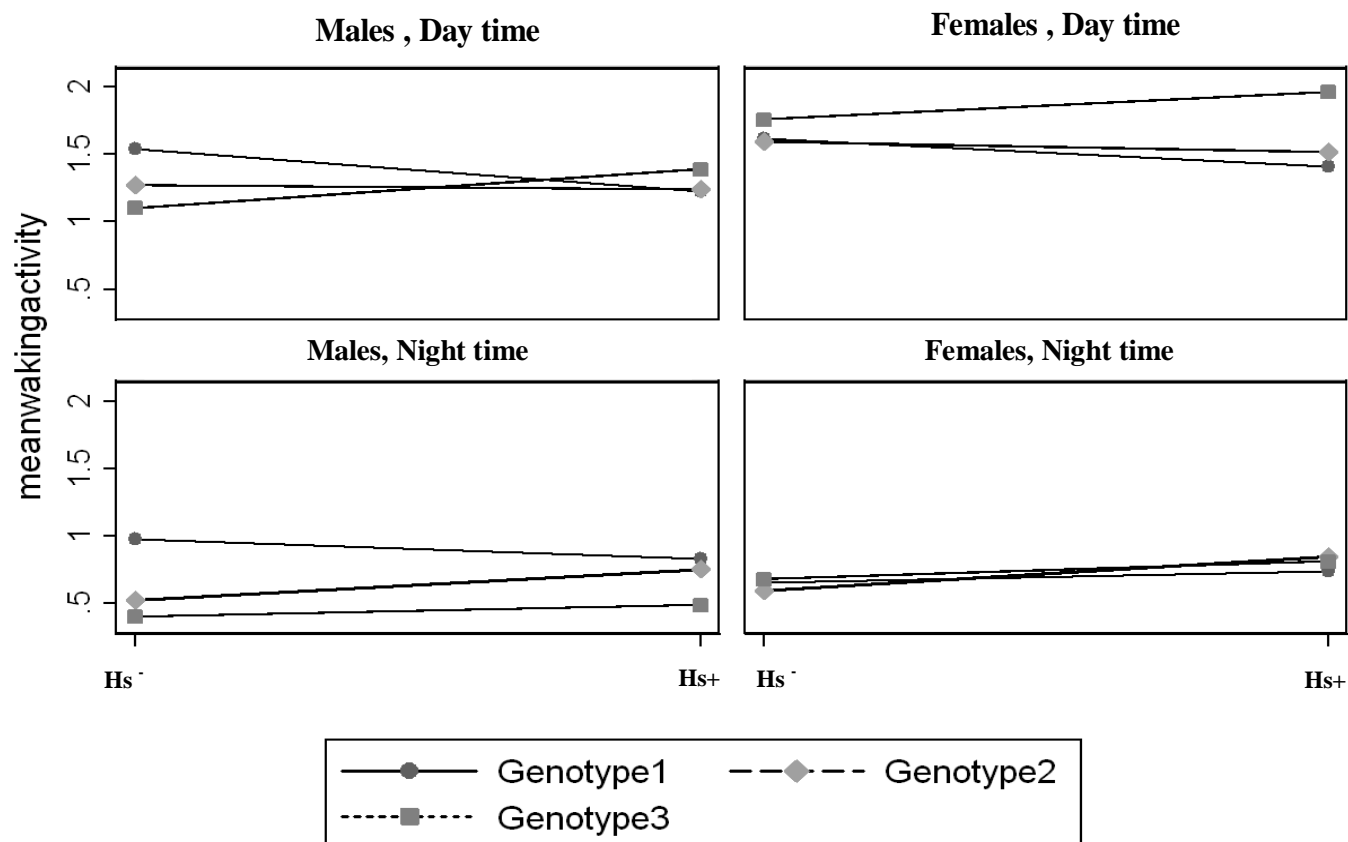 Males , Day time
Females , Day time
2
1.5
1
.5
Males, Night time
Females, Night time
2
1.5
1
.5
meanwakingactivity
Hs -
Hs+
Hs -
Hs+
Genotype1
Genotype2
Genotype3